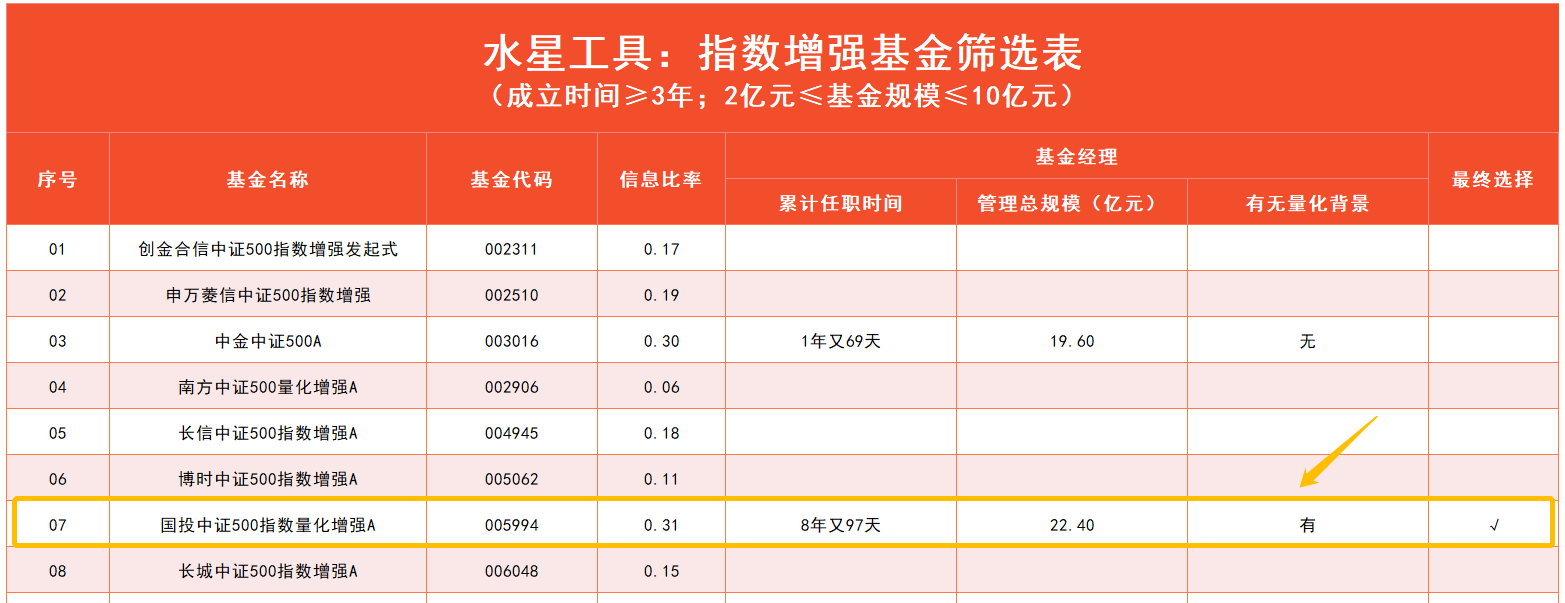 水星工具：指数增强基金筛选表
（成立时间≥3年；2亿元≤基金规模≤10亿元）
序号 基金名称 基金代码 信息比率 基金经理 最终选择
累计任职时间 管理总规模（亿元） 有无量化背景
01 创金合信中证500指数增强发起式 002311 0.17
02 申万菱信中证500指数增强 002510 0.19
03 中金中证500A 003016 0.30 1年又69天 19.60 无
04 南方中证500量化增强A 002906 0.06
05 长信中证500指数增强A 004945 0.18
06 博时中证500指数增强A 005062 0.11
07 国投中证500指数量化增强A 005994 0.31 8年又97天 22.40 有 √
08 长城中证500指数增强A 006048 0.15